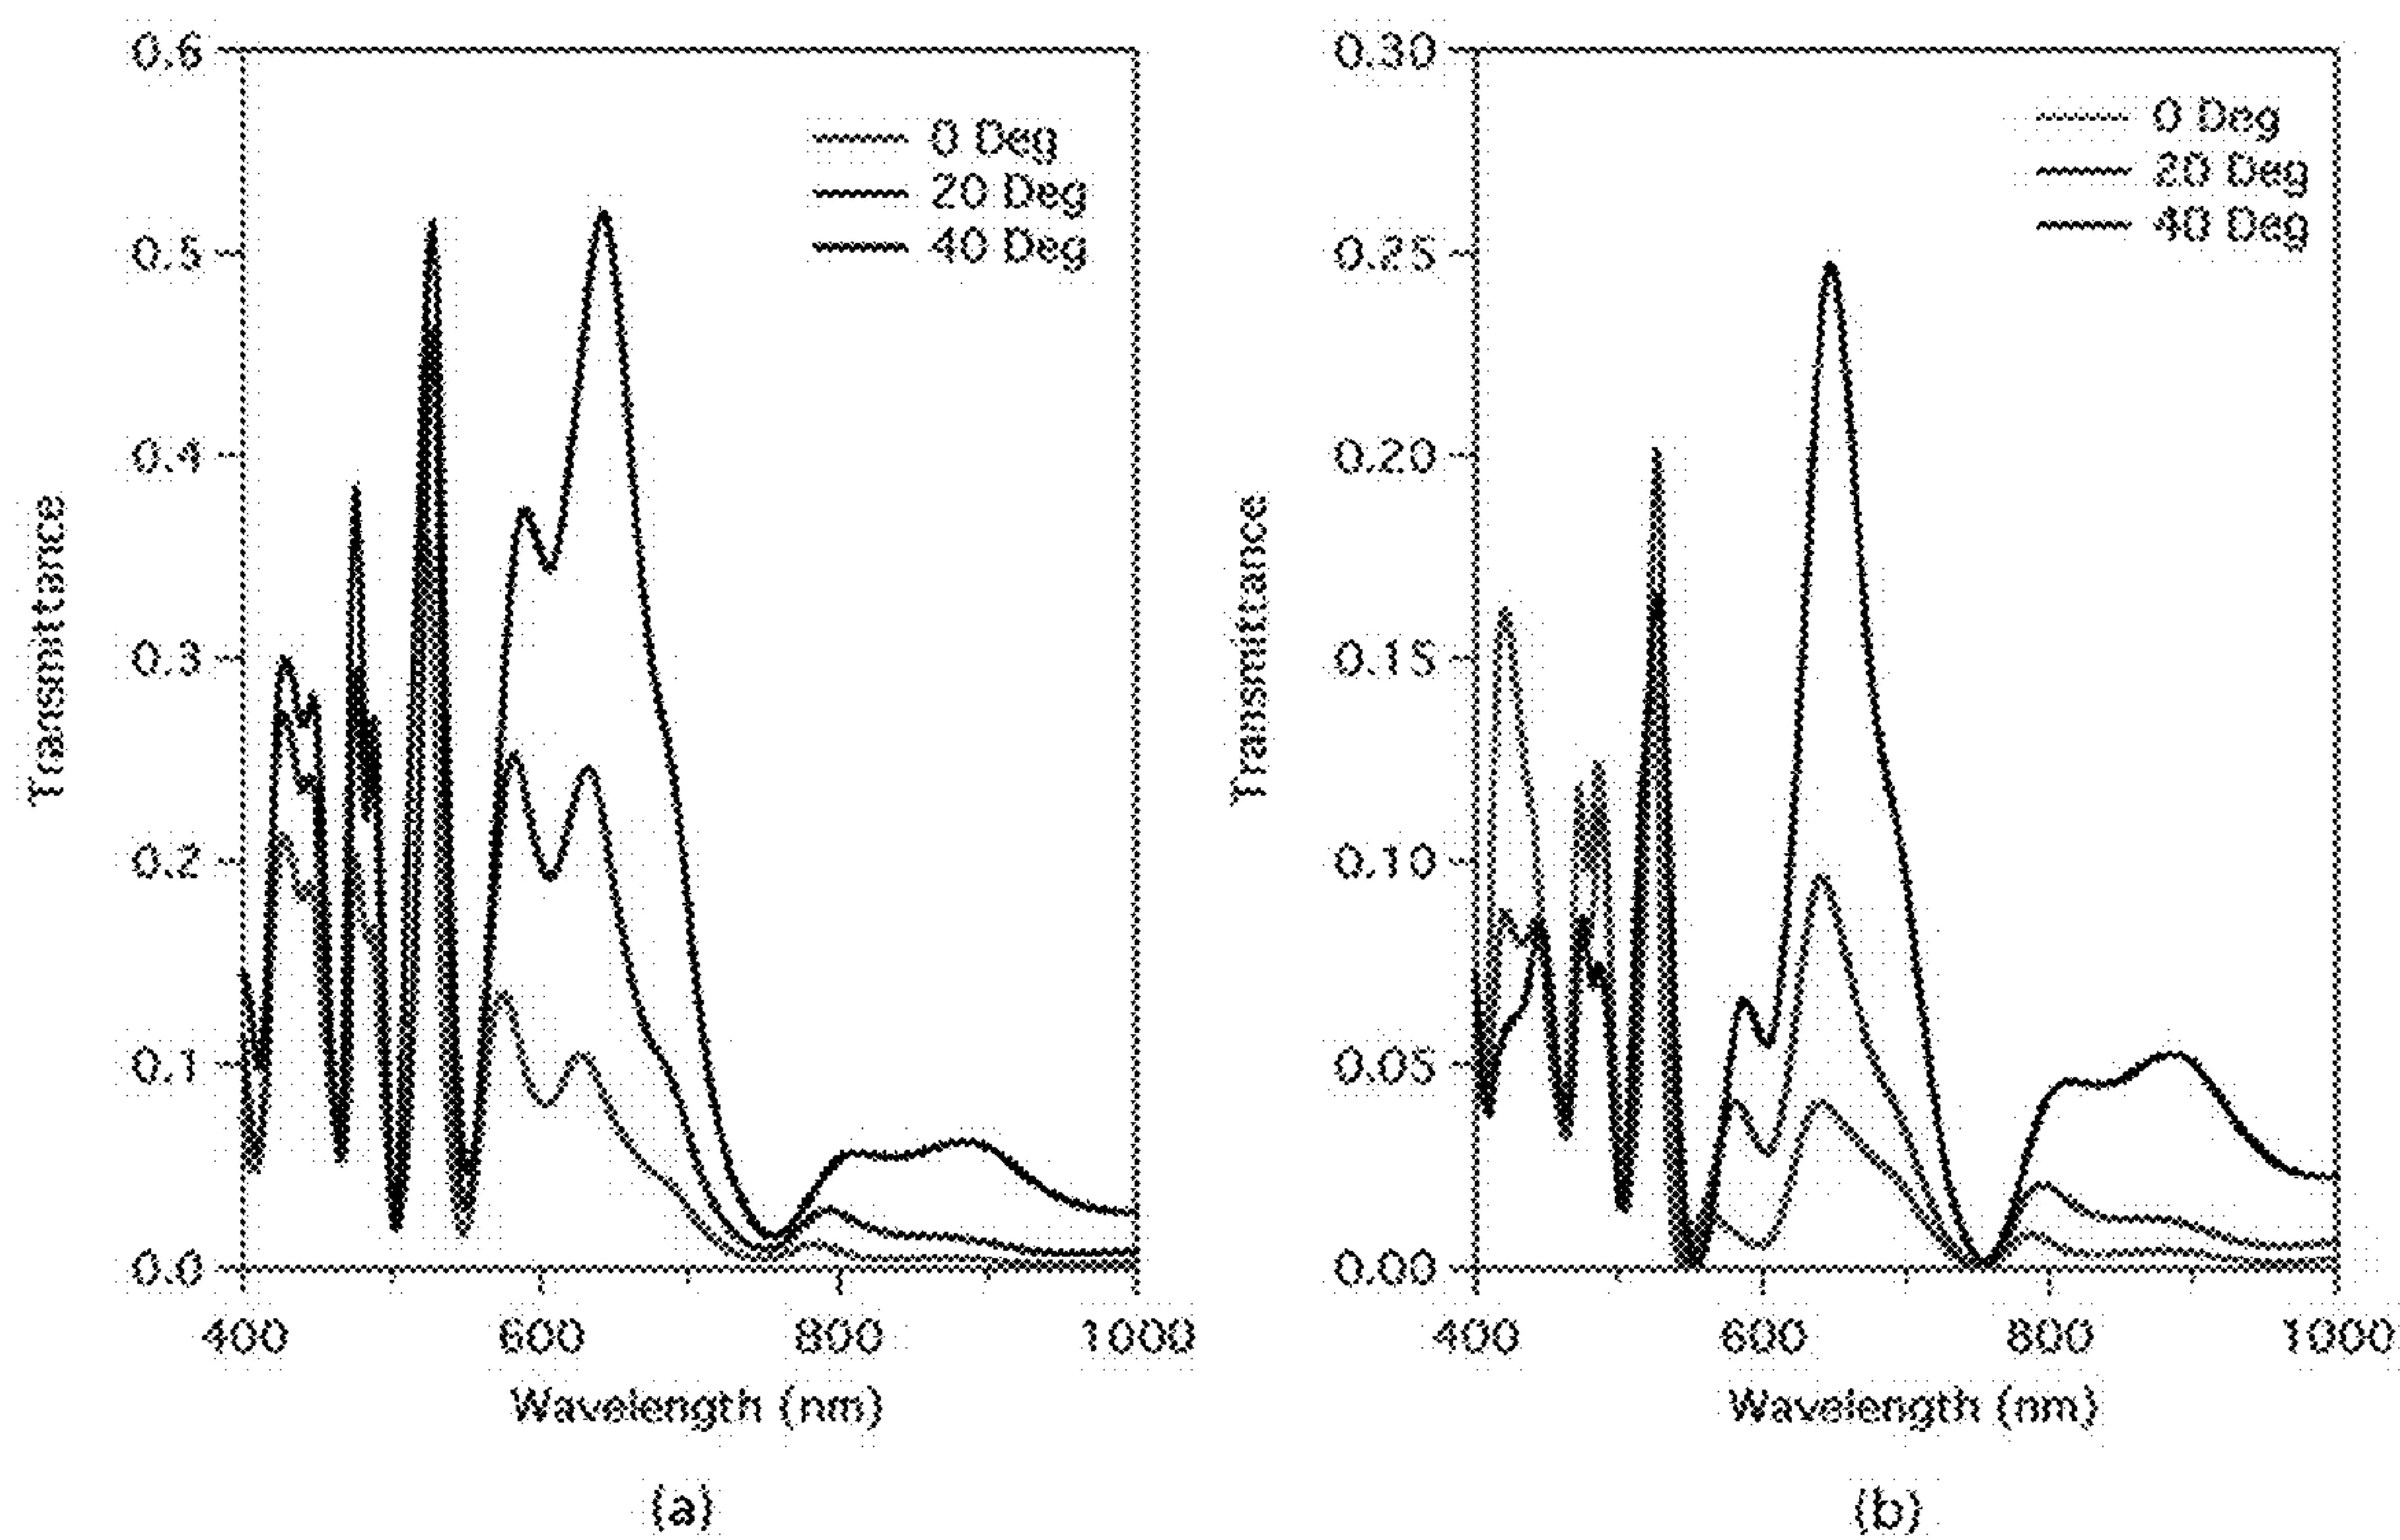 0.6
0.5
0.4
0.3
0.2
0.1
0.0
Transmittance
0 Deg
20 Deg
40 Deg
400
600
800
1000
Wavelength (nm)
(a)
0.30
0.25
0.20
0.15
0.10
0.05
0.00
Transmittance
0 Deg
20 Deg
40 Deg
400
600
800
1000
Wavelength (nm)
(b)